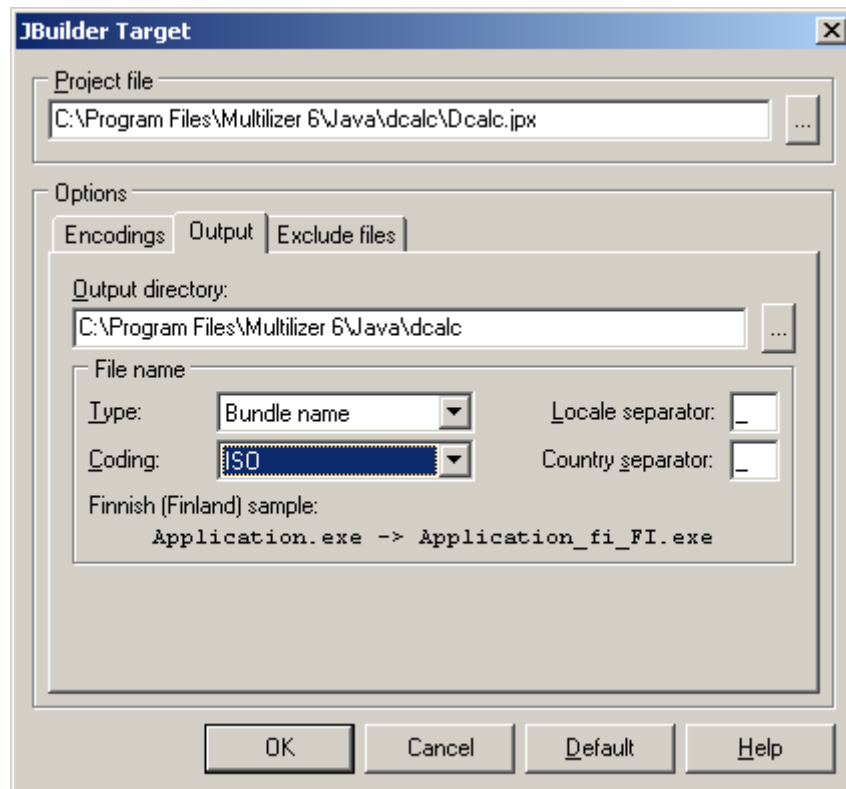 JBuilder Target
Project file
C:\Program Files\Multilizer 6\Java\dcalc\Dcalc.jpx
...
Options
Encodings Output Exclude files
Output directory:
C:\Program Files\Multilizer 6\Java\dcalc
...
File name
Type: Bundle name Locale separator: _
Coding: ISO Country separator: _
Finnish (Finland) sample:
Application.exe -> Application_fi_FI.exe
OK Cancel Default Help